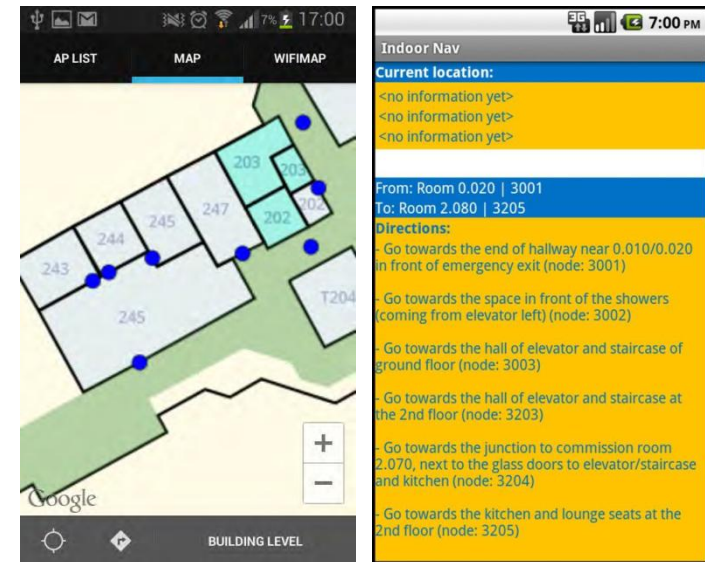 7% 17:00
AP LIST MAP WIFIMAP
203
203
247 202
245 202
244
243
T204
245
+
−
Google
BUILDING LEVEL
3G 7:00 PM
Indoor Nav
Current location:
<no information yet>
<no information yet>
<no information yet>
From: Room 0.020 | 3001
To: Room 2.080 | 3205
Directions:
- Go towards the end of hallway near 0.010/0.020
in front of emergency exit (node: 3001)
- Go towards the space in front of the showers
(coming from elevator left) (node: 3002)
- Go towards the hall of elevator and staircase of
ground floor (node: 3003)
- Go towards the hall of elevator and staircase at
the 2nd floor (node: 3203)
- Go towards the junction to commission room
2.070, next to the glass doors to elevator/staircase
and kitchen (node: 3204)
- Go towards the kitchen and lounge seats at the
2nd floor (node: 3205)